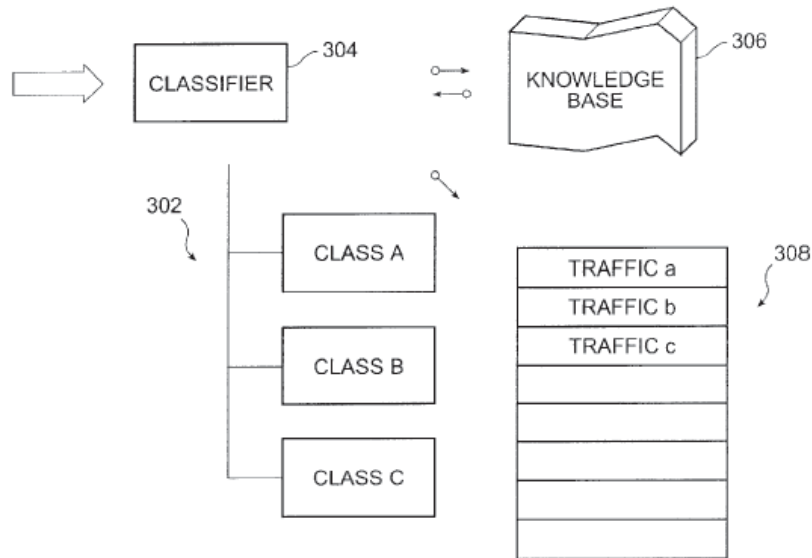 304
306
CLASSIFIER
KNOWLEDGE
BASE
302
CLASS A
308
TRAFFIC a
TRAFFIC b
CLASS B
TRAFFIC c
CLASS C